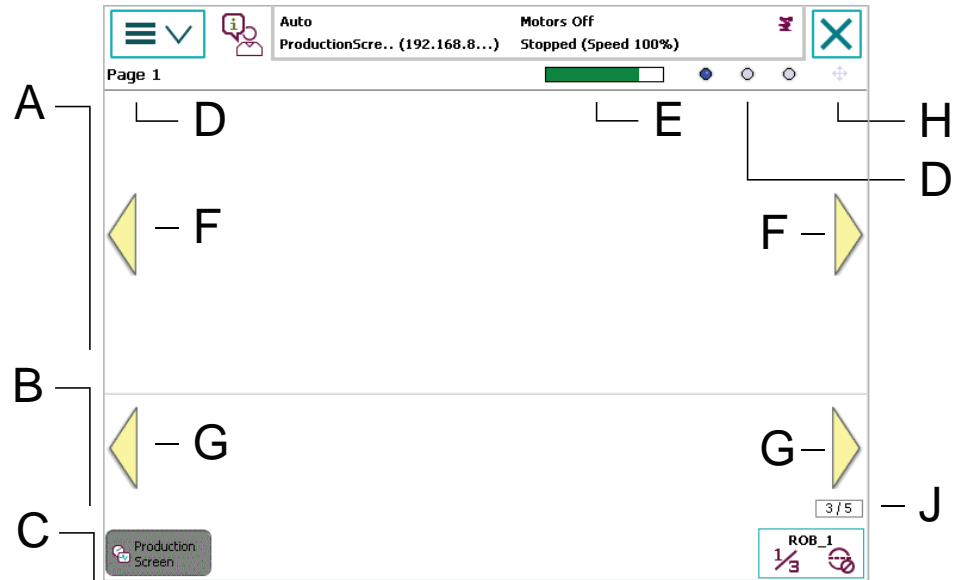 Auto
Motors Off
ProductionScre.. (192.168.8...)
Stopped (Speed 100%)
Page 1
A
D
E
H
D
F
F
B
G
G
3 / 5
J
C
Production
Screen
ROB_1
1/3